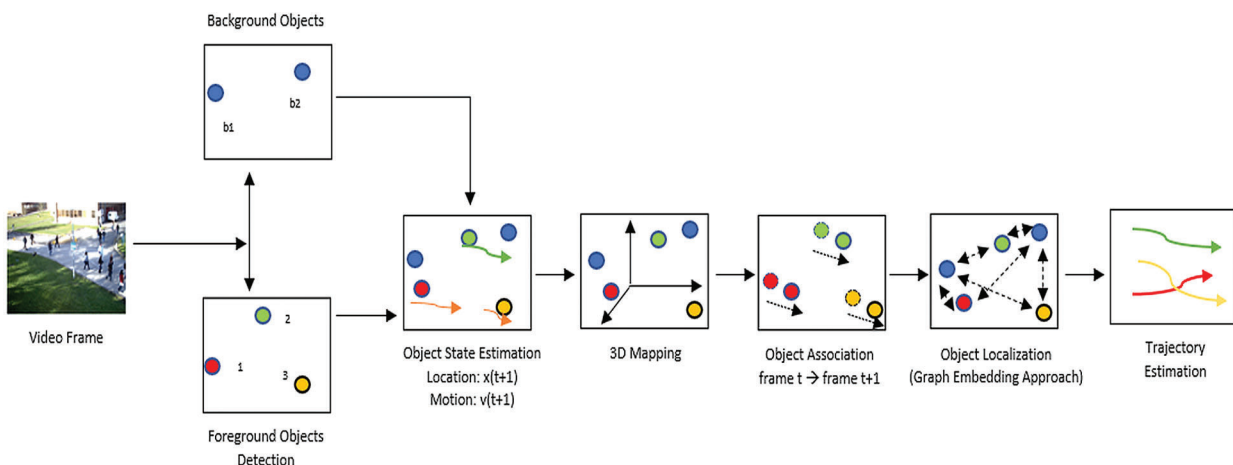 Background Objects
b1
b2
Video Frame
2
1
3
Foreground Objects
Detection
Object State Estimation
Location: x(t+1)
Motion: v(t+1)
3D Mapping
Object Association
frame t → frame t+1
Object Localization
(Graph Embedding Approach)
Trajectory
Estimation